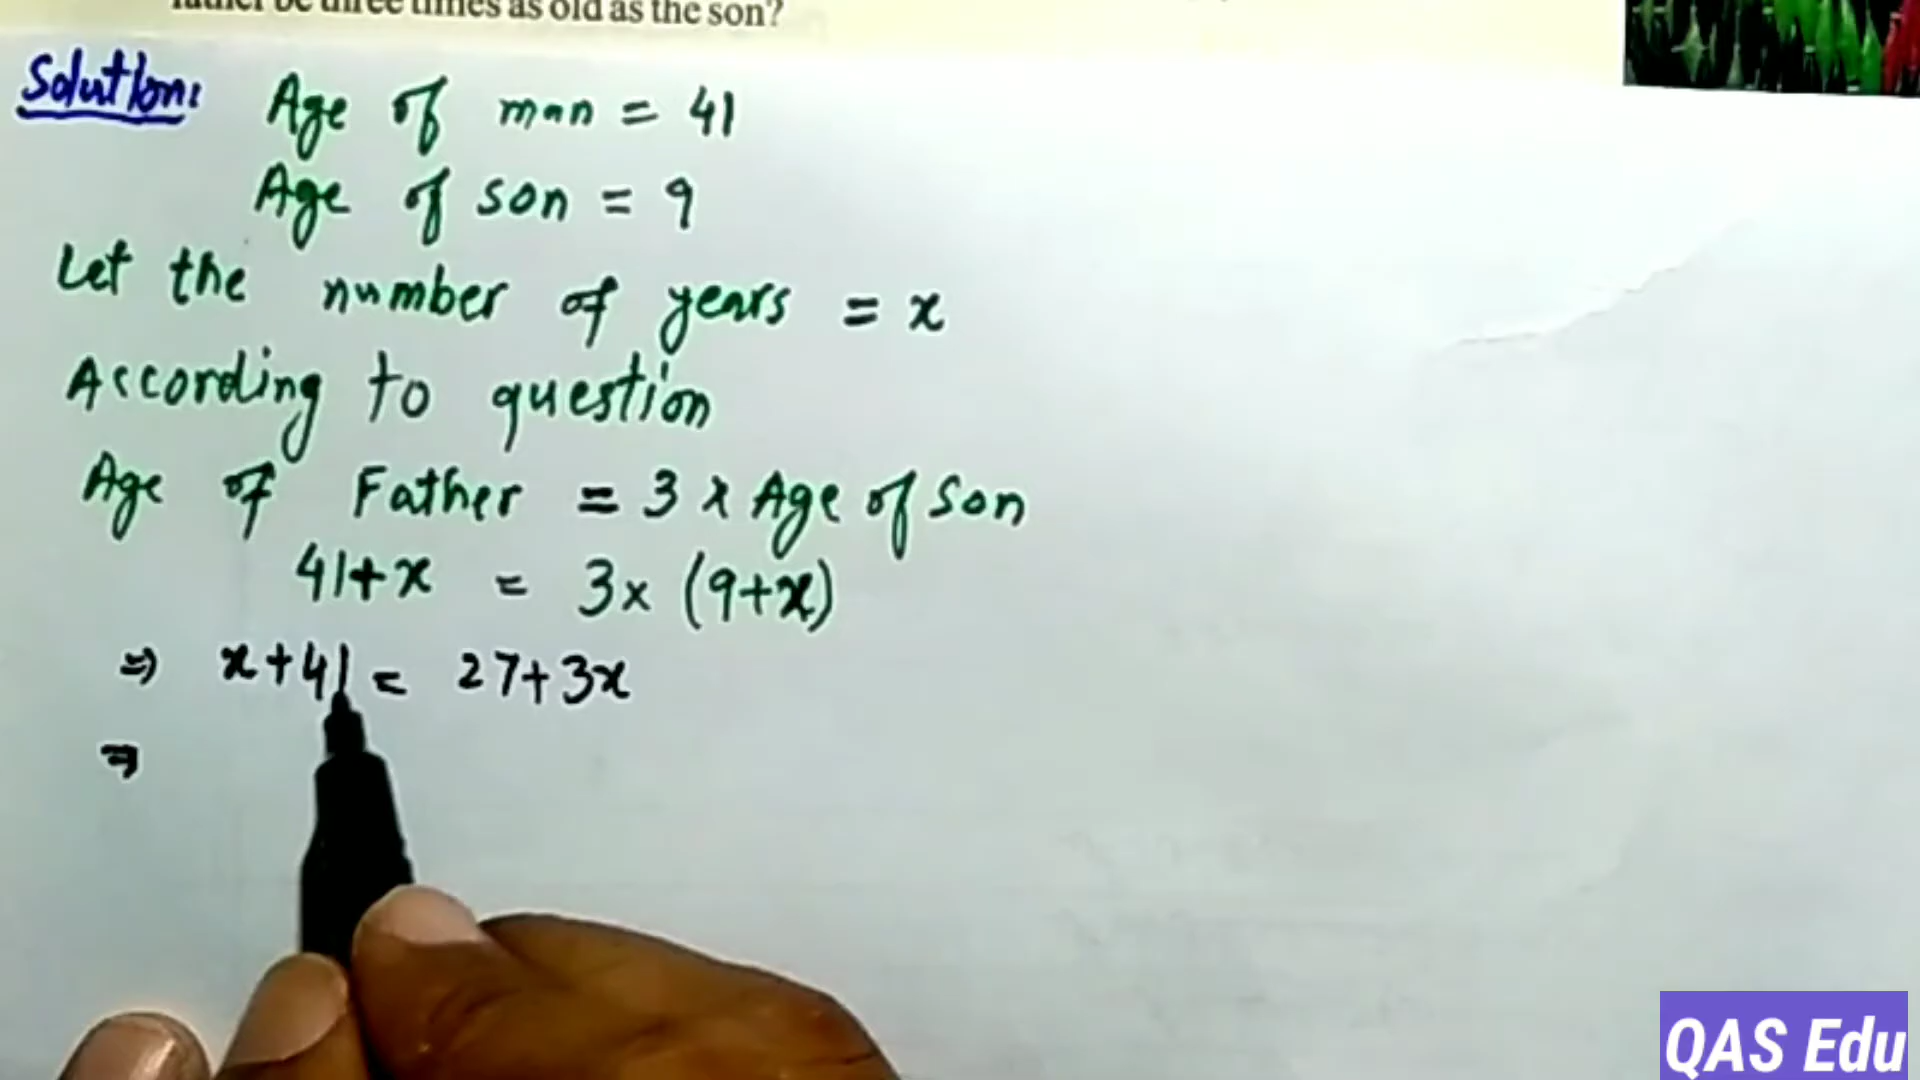 father be three times as old as the son?
Solution: Age of man = 41
Age of son = 9
Let the number of years = x
According to question
Age of Father = 3 x Age of son
41+x = 3x (9+x)
=> x+41 = 27+3x
=>
QAS Edu